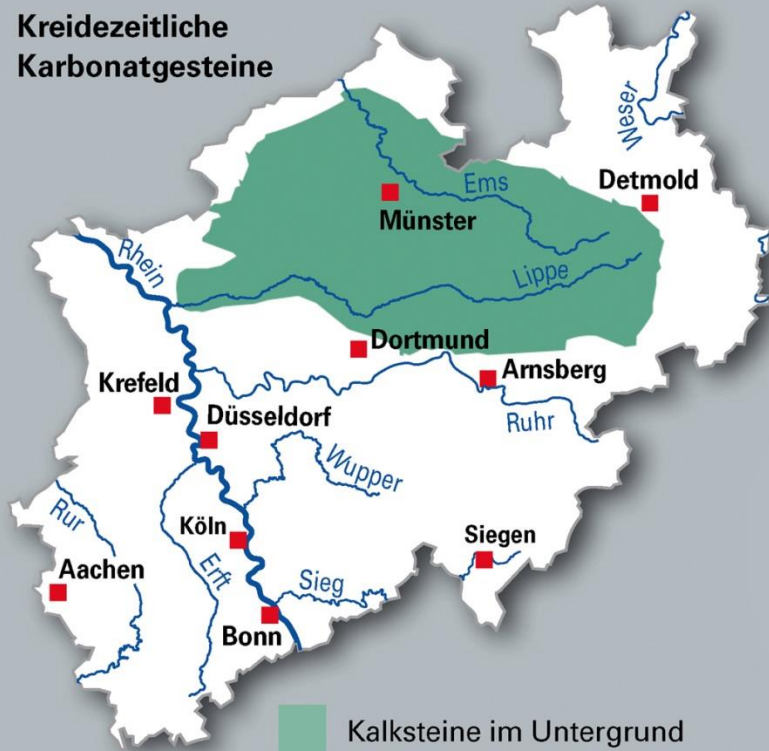 Kreidezeitliche
Karbonatgesteine
Weser
Ems
Detmold
Münster
Rhein
Lippe
Dortmund
Krefeld
Arnsberg
Düsseldorf
Ruhr
Wupper
Rur
Köln
Siegen
Aachen
Erft
Sieg
Bonn
Kalksteine im Untergrund